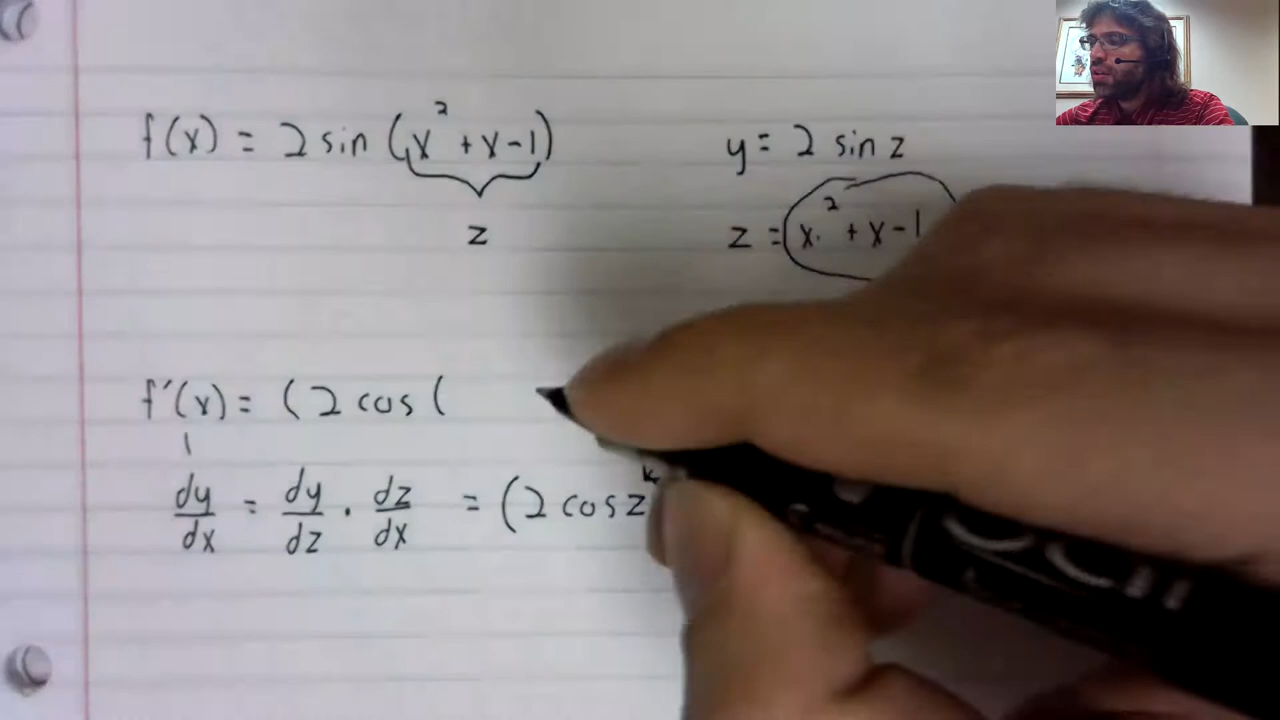 f(x) = 2 sin (x² + x - 1)
z
y = 2 sin z
z = x² + x - 1
f'(x) = (2 cos (
dy/dx = dy/dz · dz/dx = (2 cos z